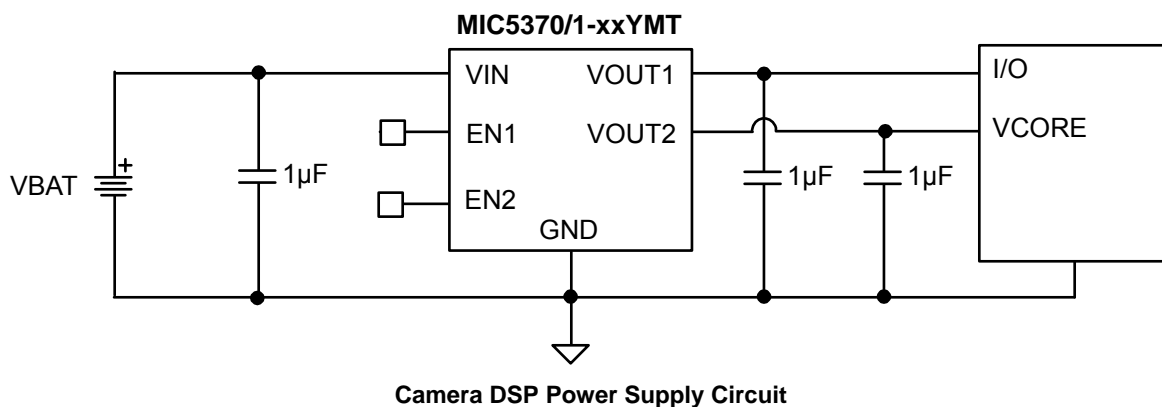 MIC5370/1-xxYMT
VIN
VOUT1
I/O
EN1
VOUT2
VCORE
VBAT
+
1µF
EN2
1µF
1µF
GND
Camera DSP Power Supply Circuit